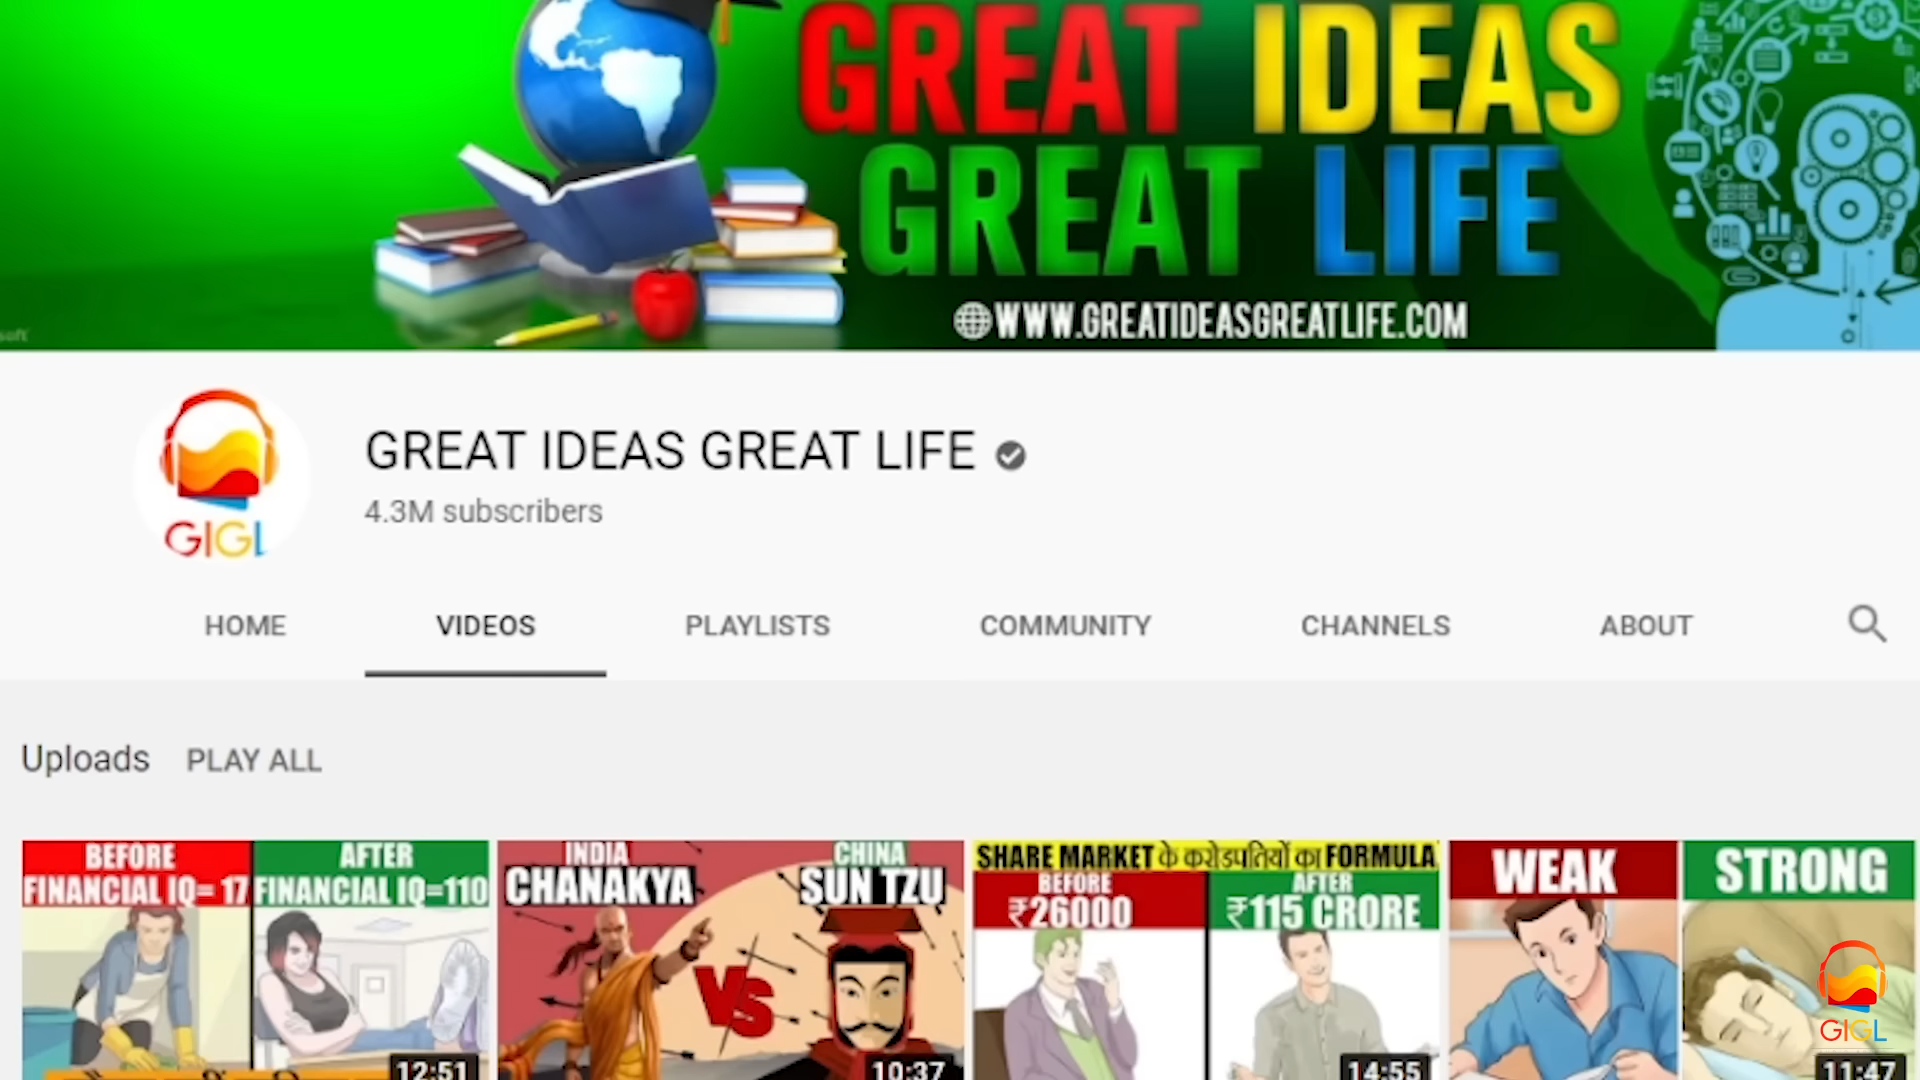 GREAT IDEAS
GREAT LIFE
WWW.GREATIDEASGREATLIFE.COM
GIGL
GREAT IDEAS GREAT LIFE
4.3M subscribers
HOME VIDEOS PLAYLISTS COMMUNITY CHANNELS ABOUT
Uploads PLAY ALL
BEFORE
FINANCIAL IQ= 17
AFTER
FINANCIAL IQ=110
12:51
INDIA
CHANAKYA
VS
CHINA
SUN TZU
10:37
SHARE MARKET के करोडपतियों का FORMULA
BEFORE
₹26000
AFTER
₹115 CRORE
14:55
WEAK
STRONG
GIGL
11:47